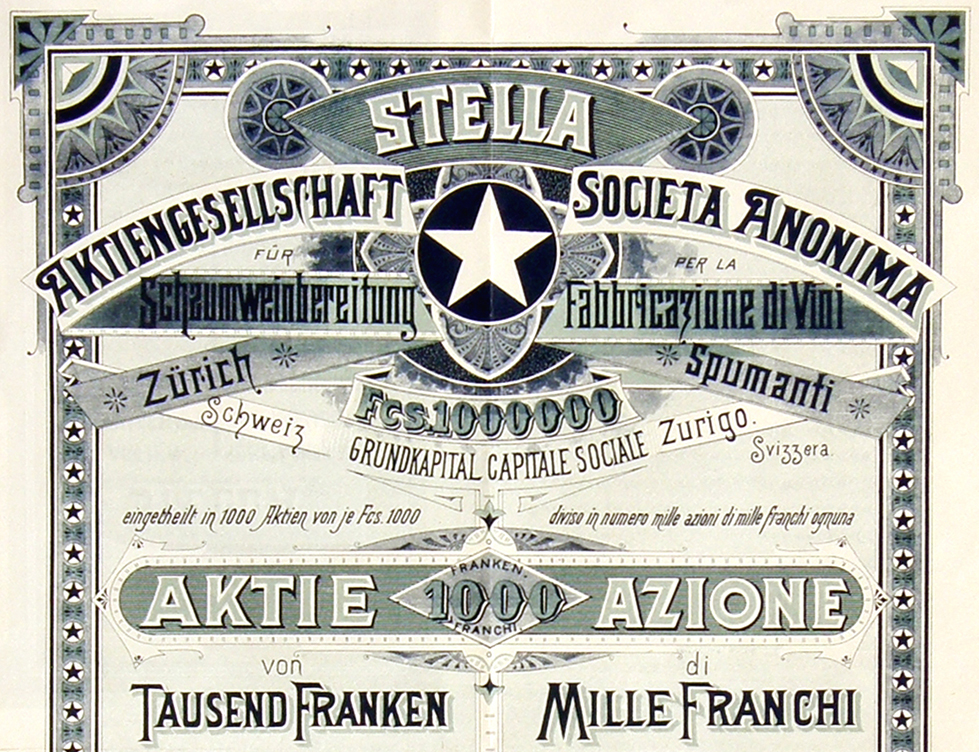 STELLA
AKTIENGESELLSCHAFT
FÜR
Schaumweinbereitung
Zürich
Schweiz
SOCIETA ANONIMA
PER LA
Fabbricazione di Vini
Spumanti
Zurigo.
Svizzera
Fcs. 1000000
GRUNDKAPITAL CAPITALE SOCIALE
eingetheilt in 1000 Aktien von je Fcs. 1000
diviso in numero mille azioni di mille franchi ognuna
AKTIE
FRANKEN.
1000
FRANCHI.
AZIONE
von
TAUSEND FRANKEN
di
MILLE FRANCHI